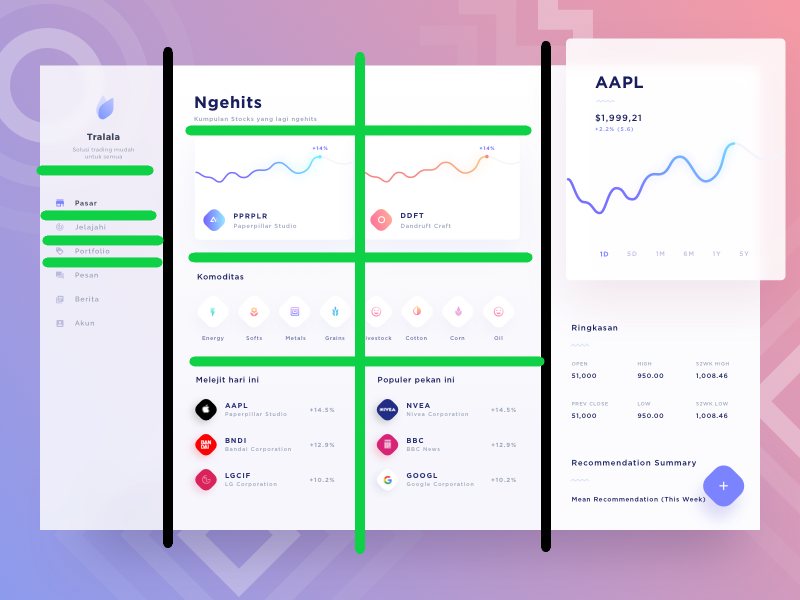 Tralala
Solusi trading mudah
untuk semua
Pasar
Jelajahi
Portfolio
Pesan
Berita
Akun
Ngehits
Kumpulan Stocks yang lagi ngehits
+14%
PPRPLR
Paperpillar Studio
+14%
DDFT
Dandruft Craft
Komoditas
Energy
Softs
Metals
Grains
Cotton
Corn
Oil
Melejit hari ini
AAPL
Paperpillar Studio
+14.5%
BNDI
Bandai Corporation
+12.9%
LGCIF
LG Corporation
+10.2%
Populer pekan ini
NIVEA
NVEA
Nivea Corporation
+14.5%
BBC
BBC News
+12.9%
GOOGL
Google Corporation
+10.2%
AAPL
$1,999,21
+2.2% (5.6)
1D 5D 1M 6M 1Y 5Y
Ringkasan
OPEN HIGH 52WK HIGH
51,000 950.00 1,008.46
PREV CLOSE LOW 52WK LOW
51,000 950.00 1,008.46
Recommendation Summary
Mean Recommendation (This Week)
+